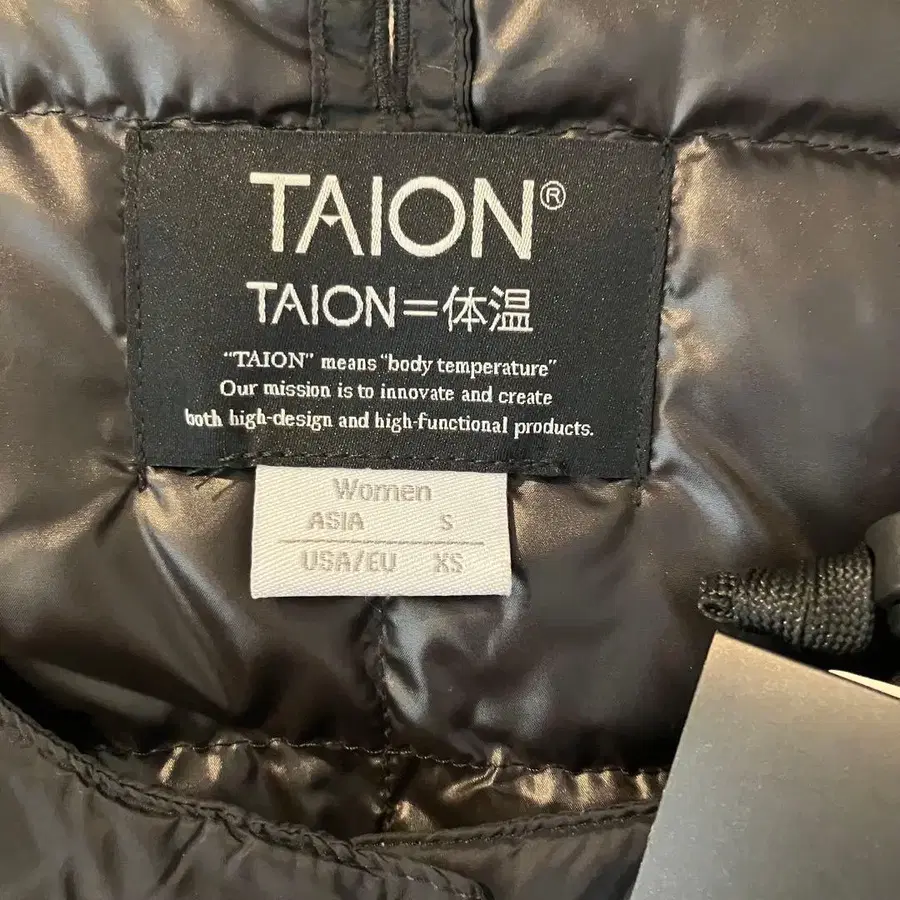 TAION®
TAION=体温
"TAION" means "body temperature"
Our mission is to innovate and create
both high-design and high-functional products.
Women
ASIA S
USA/EU XS